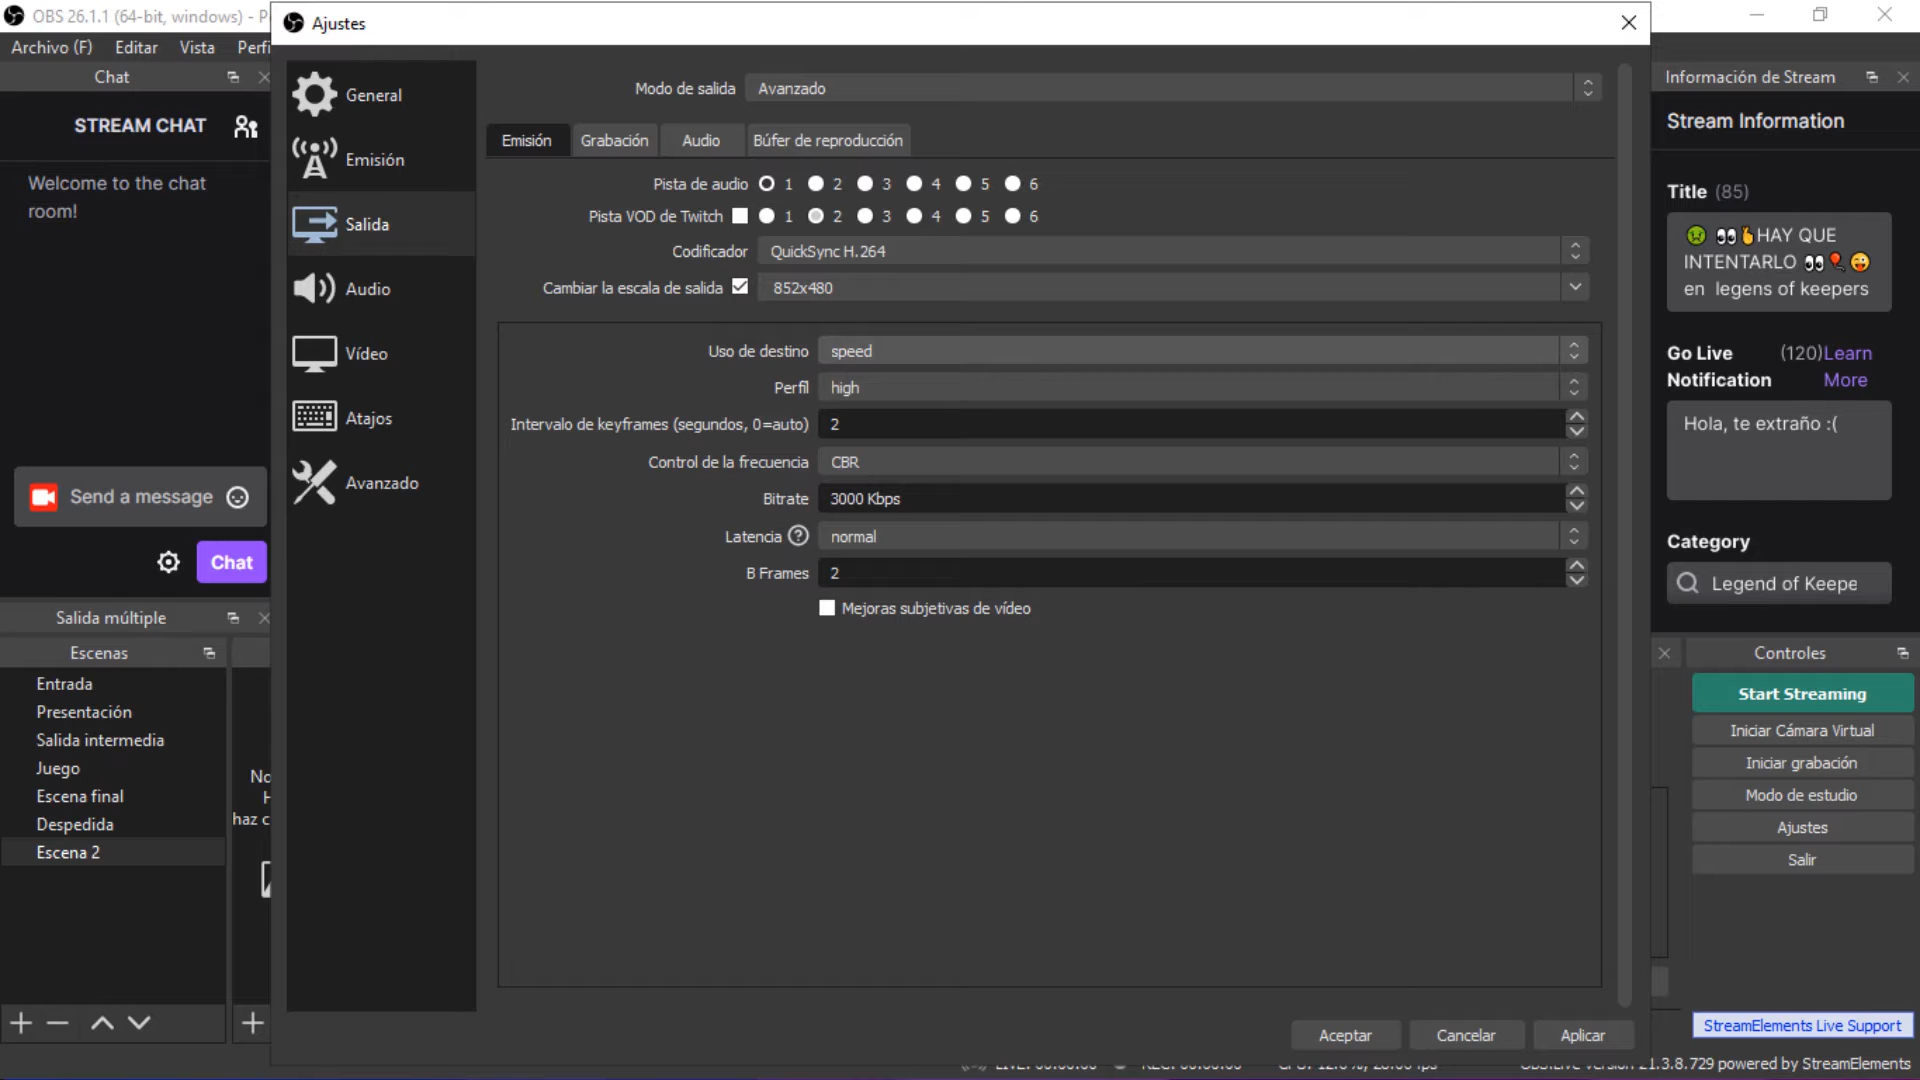 OBS 26.1.1 (64-bit, windows) - P
Ajustes
Archivo (F) Editar Vista Perfi
Chat
STREAM CHAT
Welcome to the chat
room!
Send a message
Chat
Salida múltiple
Escenas
Entrada
Presentación
Salida intermedia
Juego
Escena final
Despedida
Escena 2
No
H
haz c
General
Emisión
Salida
Audio
Vídeo
Atajos
Avanzado
Modo de salida Avanzado
Emisión Grabación Audio Búfer de reproducción
Pista de audio 1 2 3 4 5 6
Pista VOD de Twitch 1 2 3 4 5 6
Codificador QuickSync H.264
Cambiar la escala de salida 852x480
Uso de destino speed
Perfil high
Intervalo de keyframes (segundos, 0=auto) 2
Control de la frecuencia CBR
Bitrate 3000 Kbps
Latencia ? normal
B Frames 2
Mejoras subjetivas de vídeo
Aceptar Cancelar Aplicar
Información de Stream
Stream Information
Title (85)
🤢 👀🫰HAY QUE
INTENTARLO 👀🎈😜
en legens of keepers
Go Live (120)Learn
Notification More
Hola, te extraño :(
Category
Legend of Keepe
Controles
Start Streaming
Iniciar Cámara Virtual
Iniciar grabación
Modo de estudio
Ajustes
Salir
StreamElements Live Support
21.3.8.729 powered by StreamElements